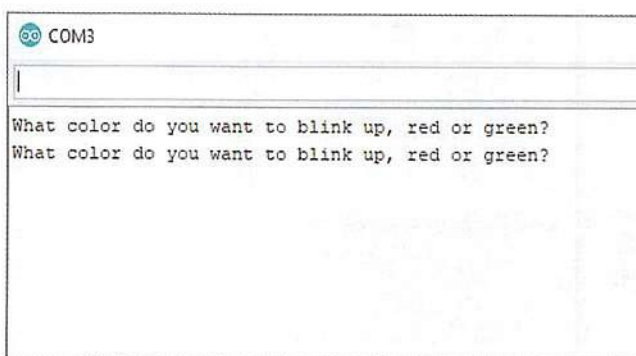 COM3
What color do you want to blink up, red or green?
What color do you want to blink up, red or green?